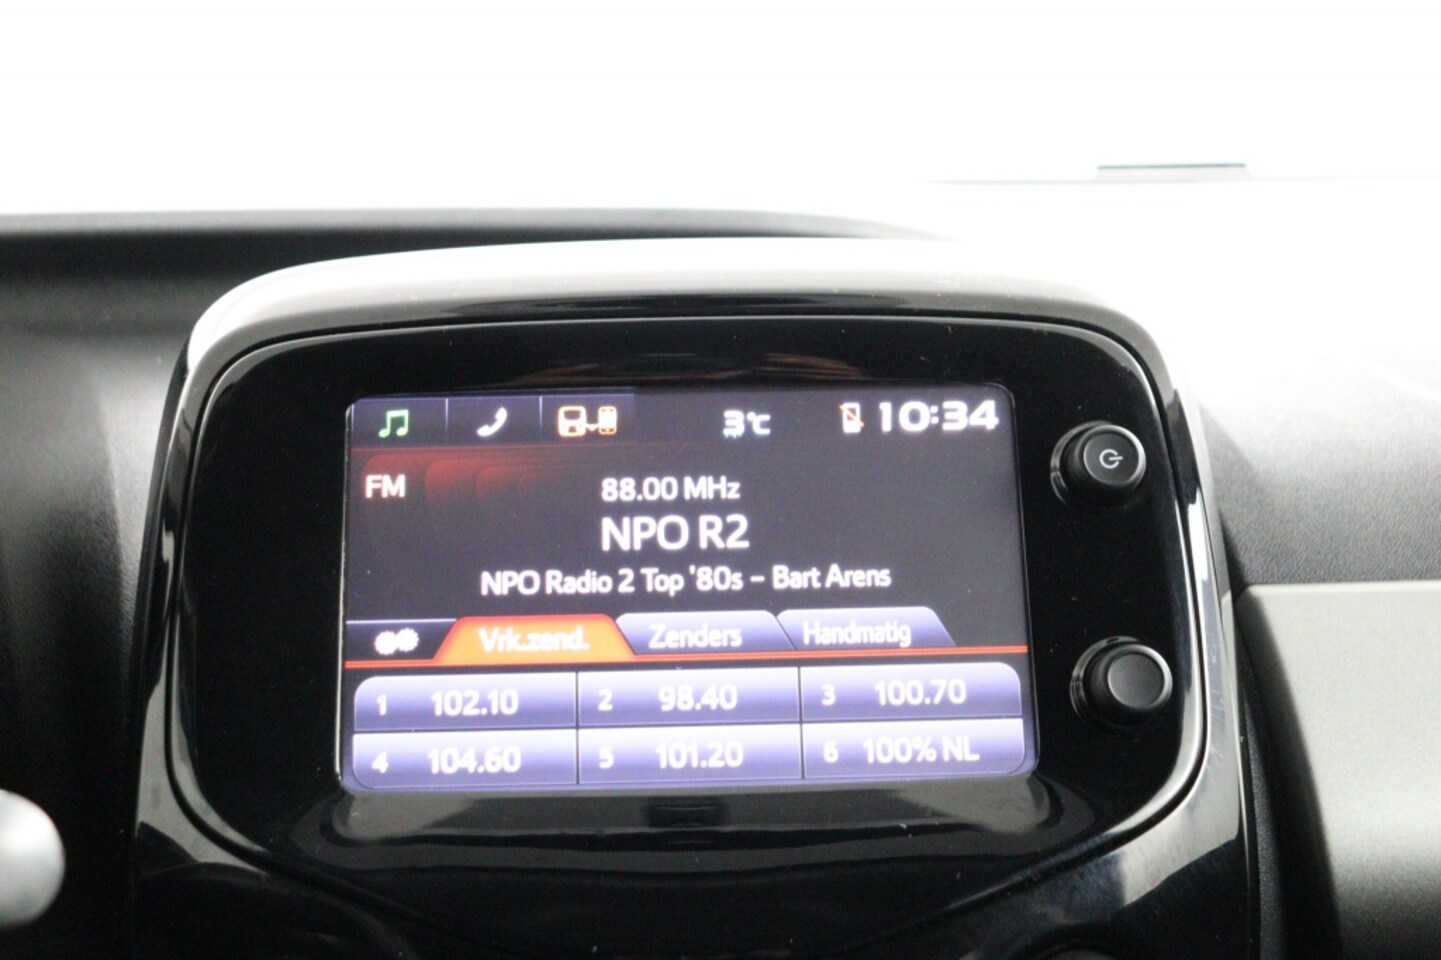 3°C 10:34
FM
88.00 MHz
NPO R2
NPO Radio 2 Top '80s - Bart Arens
Vrk.zend. Zenders Handmatig
1 102.10 2 98.40 3 100.70
4 104.60 5 101.20 6 100% NL